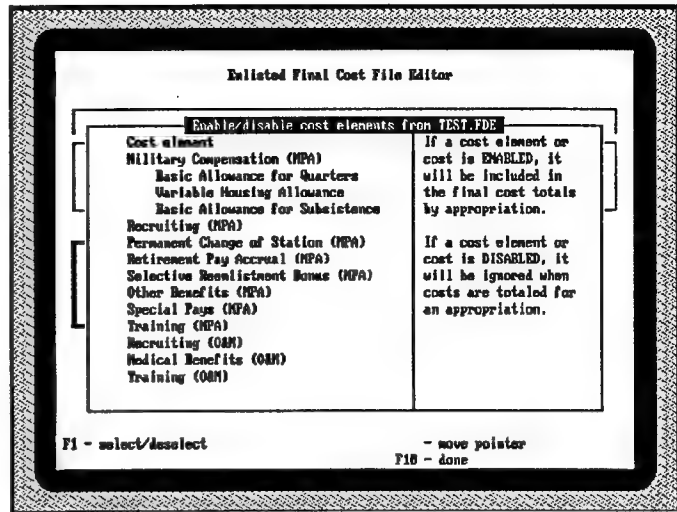 Enlisted Final Cost File Editor
Enable/disable cost elements from TEST.FDE
Cost element
Military Compensation (MPA)
Basic Allowance for Quarters
Variable Housing Allowance
Basic Allowance for Subsistence
Recruiting (MPA)
Permanent Change of Station (MPA)
Retirement Pay Accrual (MPA)
Selective Reenlistment Bonus (MPA)
Other Benefits (MPA)
Special Pays (MPA)
Training (MPA)
Recruiting (O&M)
Medical Benefits (O&M)
Training (O&M)
If a cost element or
cost is ENABLED, it
will be included in
the final cost totals
by appropriation.
If a cost element or
cost is DISABLED, it
will be ignored when
costs are totaled for
an appropriation.
F1 - select/deselect
- move pointer
F10 - done